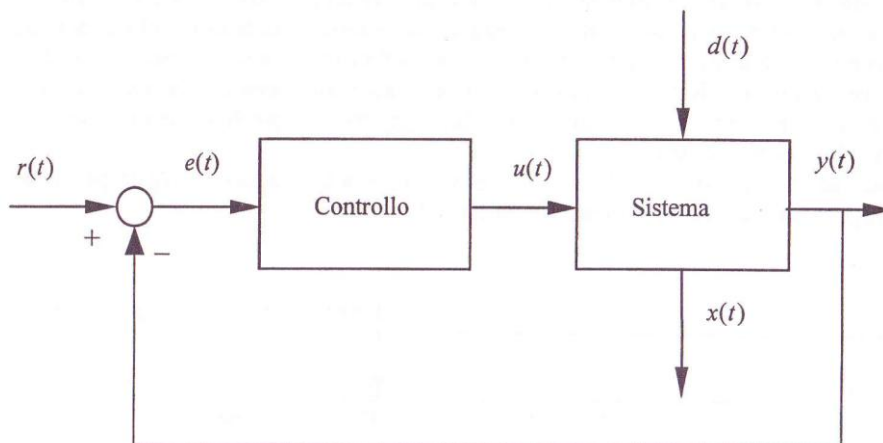 d(t)
r(t)
e(t)
u(t)
y(t)
Controllo
Sistema
+
−
x(t)